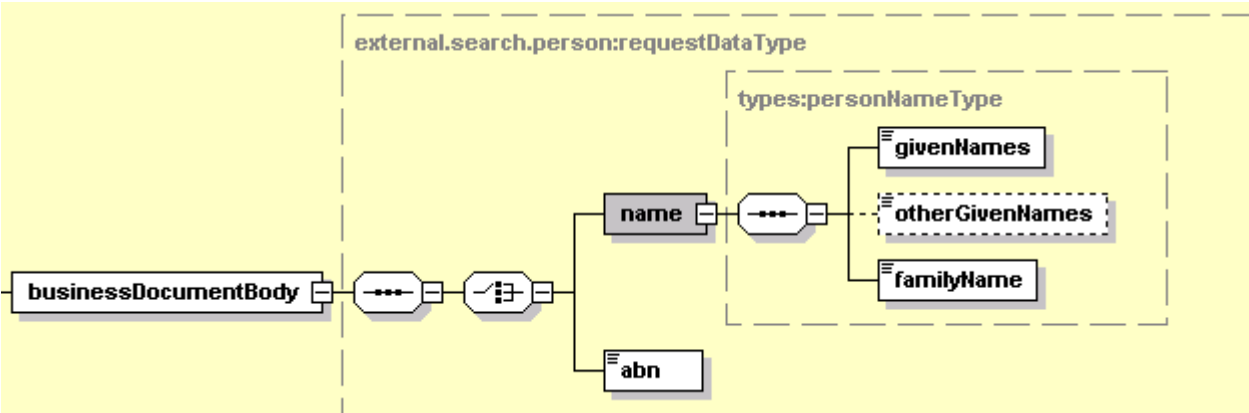 external.search.person:requestDataType
types:personNameType
givenNames
name
otherGivenNames
familyName
businessDocumentBody
abn